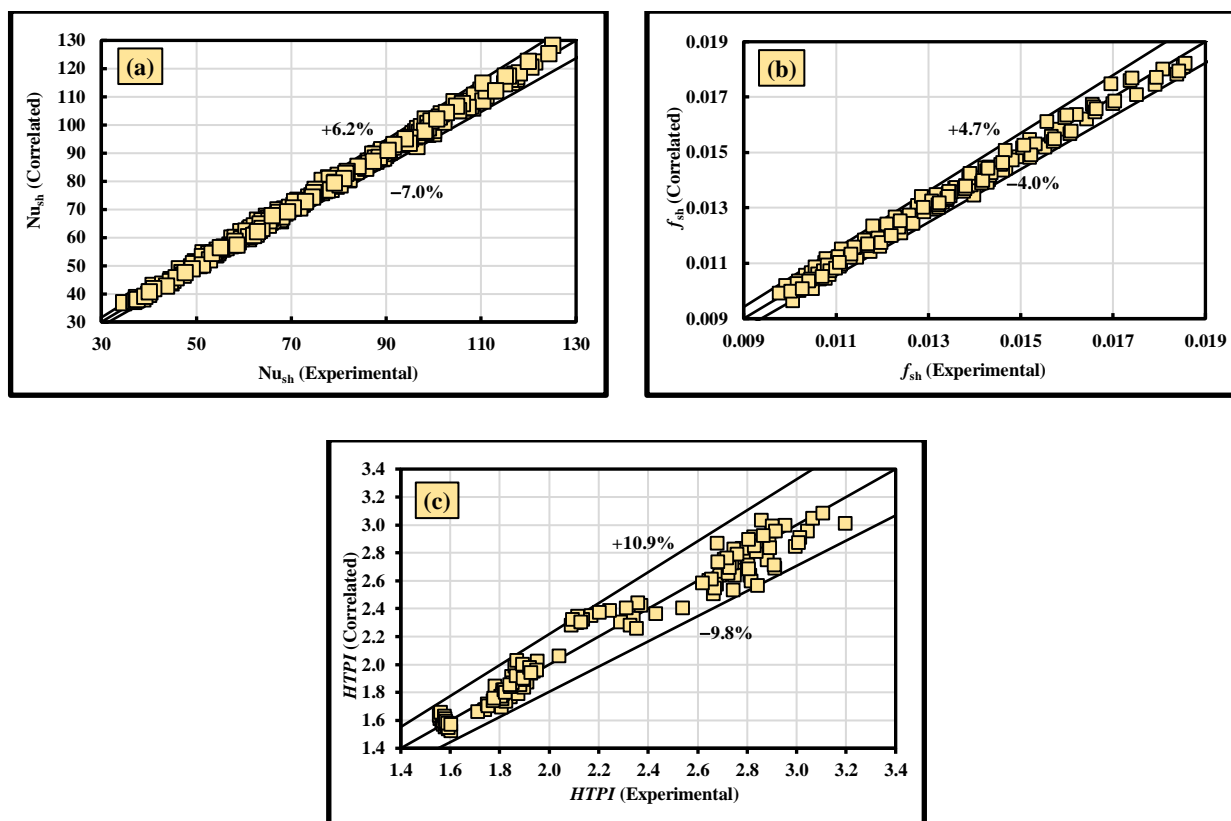 (a)
130
120
110
100
90
80
70
60
50
40
30
Nu_sh (Correlated)
+6.2%
−7.0%
30 50 70 90 110 130
Nu_sh (Experimental)
(b)
0.019
0.017
0.015
0.013
0.011
0.009
f_sh (Correlated)
+4.7%
−4.0%
0.009 0.011 0.013 0.015 0.017 0.019
f_sh (Experimental)
(c)
3.4
3.2
3.0
2.8
2.6
2.4
2.2
2.0
1.8
1.6
1.4
HTPI (Correlated)
+10.9%
−9.8%
1.4 1.6 1.8 2.0 2.2 2.4 2.6 2.8 3.0 3.2 3.4
HTPI (Experimental)